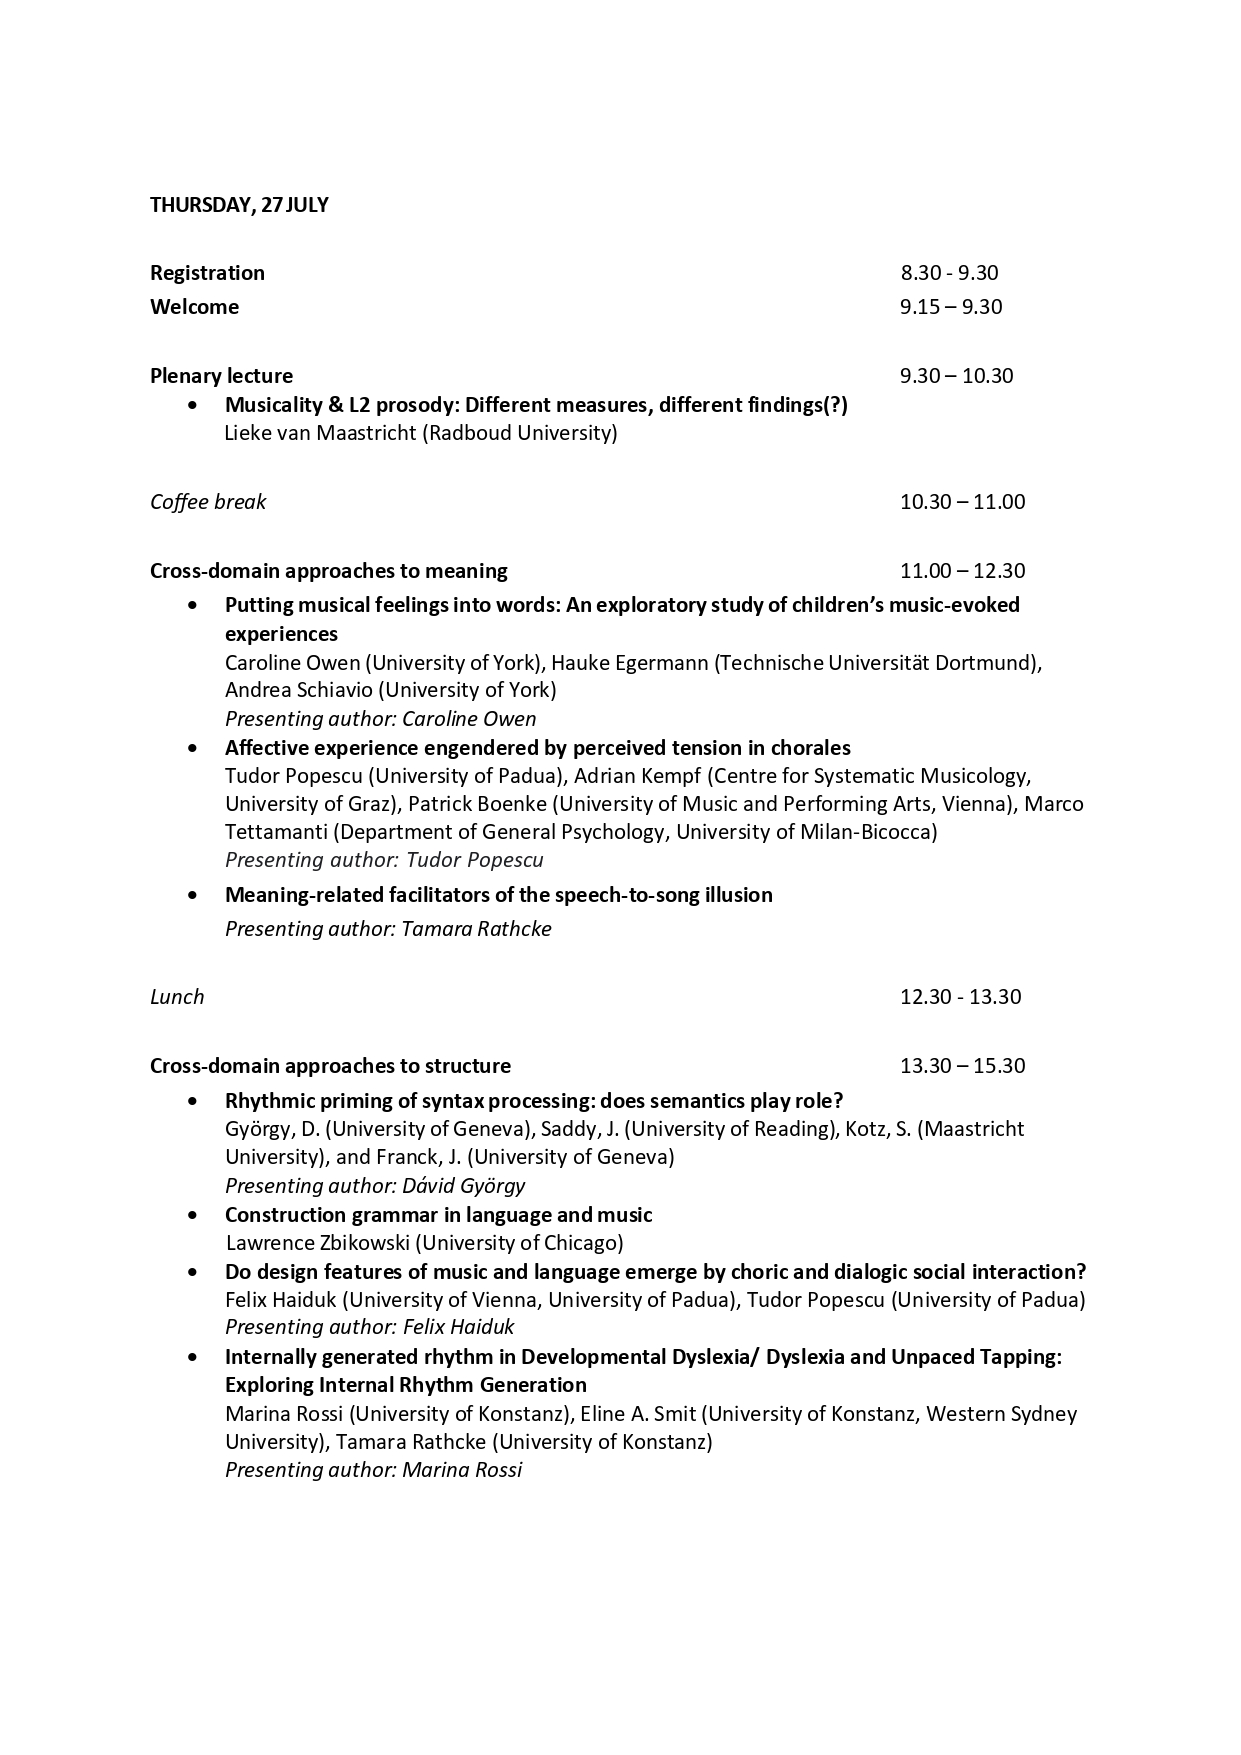 THURSDAY, 27 JULY
Registration 8.30 - 9.30
Welcome 9.15 – 9.30
Plenary lecture 9.30 – 10.30
• Musicality & L2 prosody: Different measures, different findings(?)
Lieke van Maastricht (Radboud University)
Coffee break 10.30 – 11.00
Cross-domain approaches to meaning 11.00 – 12.30
• Putting musical feelings into words: An exploratory study of children’s music-evoked
experiences
Caroline Owen (University of York), Hauke Egermann (Technische Universität Dortmund),
Andrea Schiavio (University of York)
Presenting author: Caroline Owen
• Affective experience engendered by perceived tension in chorales
Tudor Popescu (University of Padua), Adrian Kempf (Centre for Systematic Musicology,
University of Graz), Patrick Boenke (University of Music and Performing Arts, Vienna), Marco
Tettamanti (Department of General Psychology, University of Milan-Bicocca)
Presenting author: Tudor Popescu
• Meaning-related facilitators of the speech-to-song illusion
Presenting author: Tamara Rathcke
Lunch 12.30 - 13.30
Cross-domain approaches to structure 13.30 – 15.30
• Rhythmic priming of syntax processing: does semantics play role?
György, D. (University of Geneva), Saddy, J. (University of Reading), Kotz, S. (Maastricht
University), and Franck, J. (University of Geneva)
Presenting author: Dávid György
• Construction grammar in language and music
Lawrence Zbikowski (University of Chicago)
• Do design features of music and language emerge by choric and dialogic social interaction?
Felix Haiduk (University of Vienna, University of Padua), Tudor Popescu (University of Padua)
Presenting author: Felix Haiduk
• Internally generated rhythm in Developmental Dyslexia/ Dyslexia and Unpaced Tapping:
Exploring Internal Rhythm Generation
Marina Rossi (University of Konstanz), Eline A. Smit (University of Konstanz, Western Sydney
University), Tamara Rathcke (University of Konstanz)
Presenting author: Marina Rossi